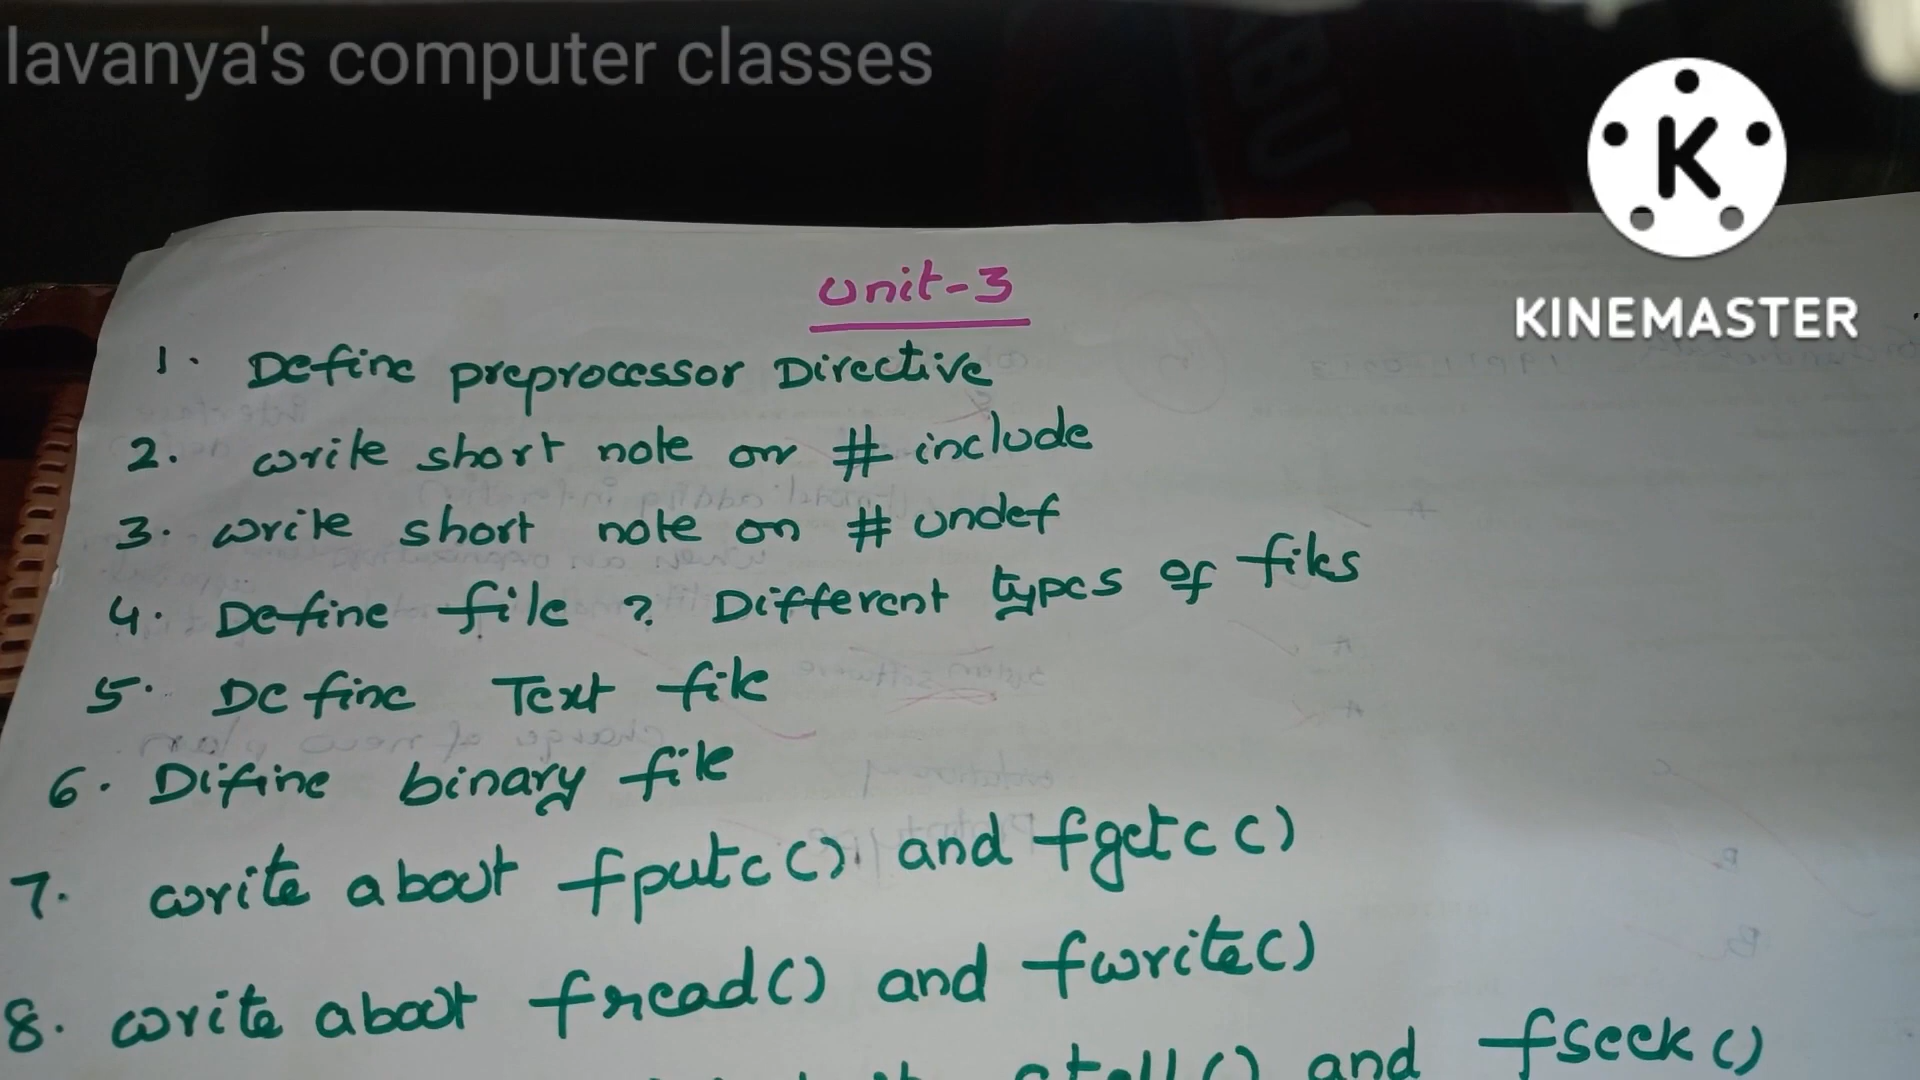 lavanya's computer classes
K
KINEMASTER
Unit-3
1. Define preprocessor Directive
2. write short note on # include
3. write short note on # undef
4. Define file ? Different types of files
5. Define Text file
6. Difine binary file
7. write about fputc() and fgetc()
8. write about fread() and fwrite()
and fseek()